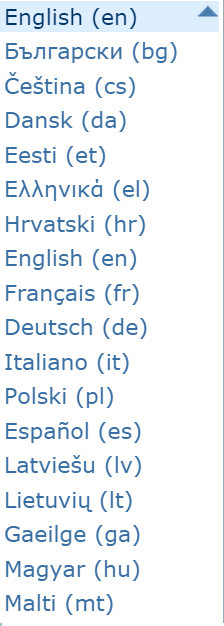 English (en)
Български (bg)
Čeština (cs)
Dansk (da)
Eesti (et)
Ελληνικά (el)
Hrvatski (hr)
English (en)
Français (fr)
Deutsch (de)
Italiano (it)
Polski (pl)
Español (es)
Latviešu (lv)
Lietuvių (lt)
Gaeilge (ga)
Magyar (hu)
Malti (mt)